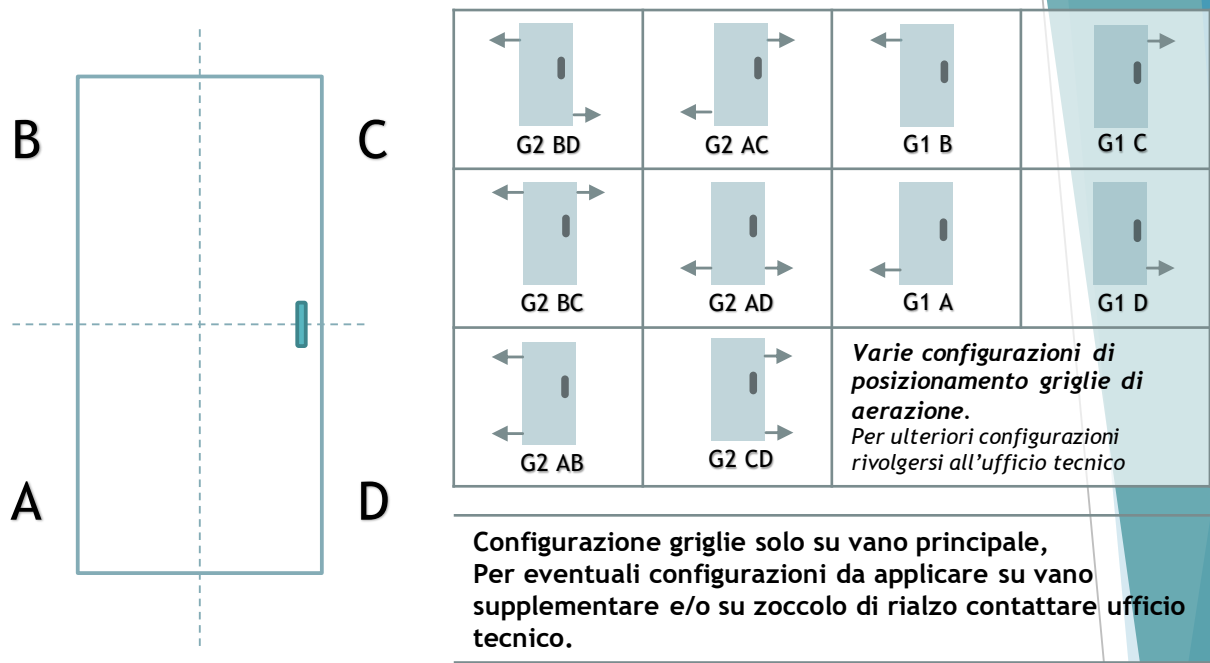 B
C
A
D
G2 BD
G2 AC
G1 B
G1 C
G2 BC
G2 AD
G1 A
G1 D
G2 AB
G2 CD
Varie configurazioni di
posizionamento griglie di
aerazione.
Per ulteriori configurazioni
rivolgersi all'ufficio tecnico
Configurazione griglie solo su vano principale,
Per eventuali configurazioni da applicare su vano
supplementare e/o su zoccolo di rialzo contattare ufficio
tecnico.